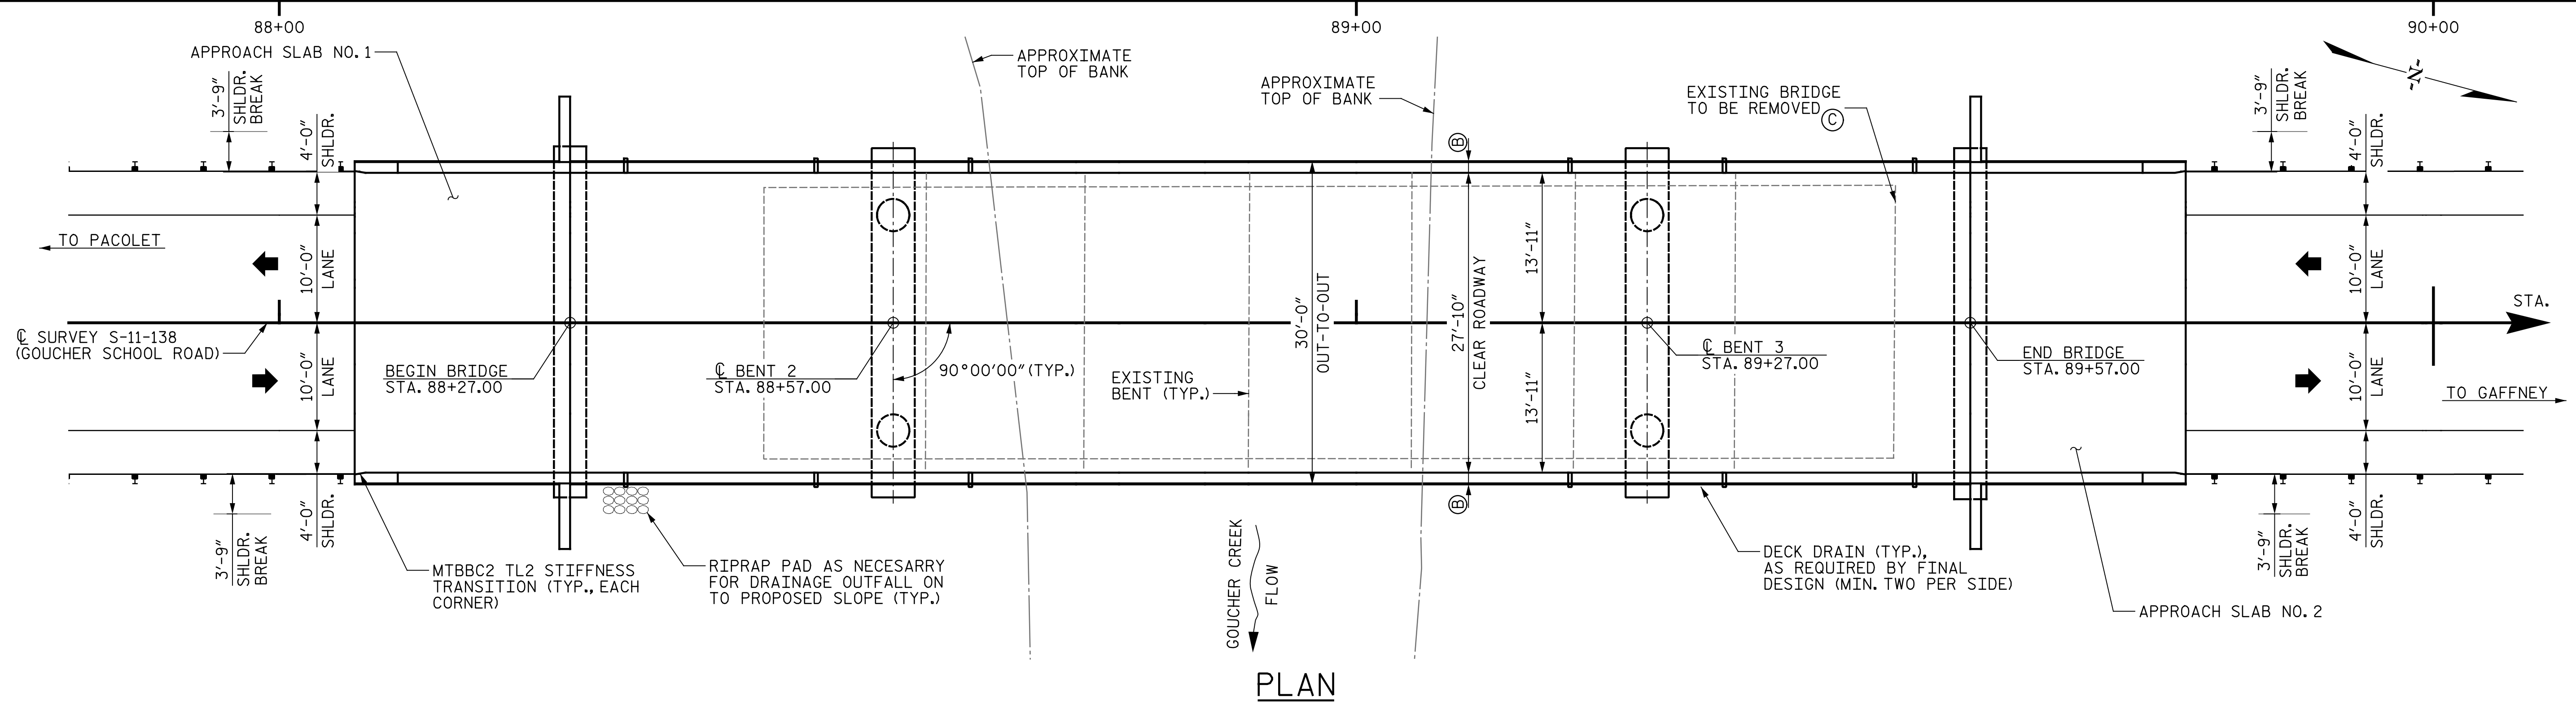 88+00
89+00
90+00
APPROACH SLAB NO. 1
APPROXIMATE
TOP OF BANK
APPROXIMATE
TOP OF BANK
EXISTING BRIDGE
TO BE REMOVED
C
-N-
3'-9"
SHLDR.
BREAK
4'-0"
SHLDR.
B
3'-9"
SHLDR.
BREAK
4'-0"
SHLDR.
TO PACOLET
10'-0"
LANE
30'-0"
OUT-TO-OUT
27'-10"
CLEAR ROADWAY
13'-11"
10'-0"
LANE
STA.
℄ SURVEY S-11-138
(GOUCHER SCHOOL ROAD)
10'-0"
LANE
BEGIN BRIDGE
STA. 88+27.00
℄ BENT 2
STA. 88+57.00
90°00'00" (TYP.)
EXISTING
BENT (TYP.)
13'-11"
℄ BENT 3
STA. 89+27.00
END BRIDGE
STA. 89+57.00
10'-0"
LANE
TO GAFFNEY
3'-9"
SHLDR.
BREAK
4'-0"
SHLDR.
MTBBC2 TL2 STIFFNESS
TRANSITION (TYP., EACH
CORNER)
RIPRAP PAD AS NECESARRY
FOR DRAINAGE OUTFALL ON
TO PROPOSED SLOPE (TYP.)
GOUCHER CREEK
FLOW
B
DECK DRAIN (TYP.),
AS REQUIRED BY FINAL
DESIGN (MIN. TWO PER SIDE)
3'-9"
SHLDR.
BREAK
4'-0"
SHLDR.
APPROACH SLAB NO. 2
PLAN